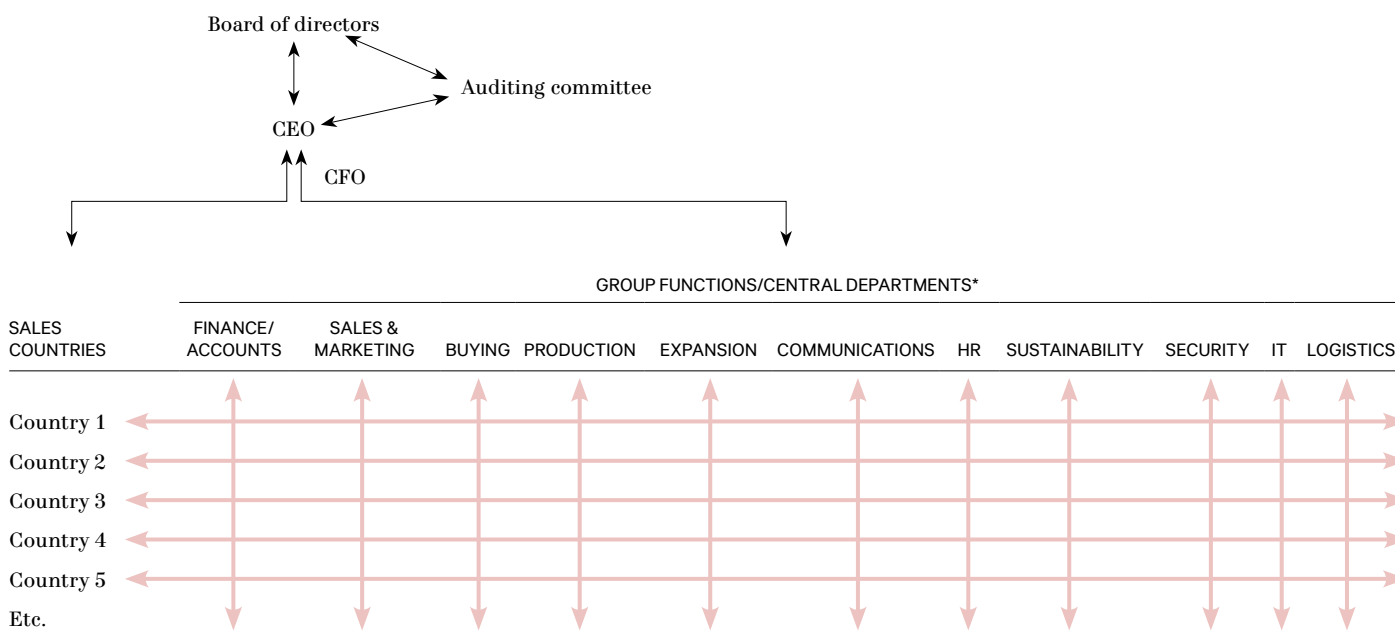 Board of directors
Auditing committee
CEO
CFO
GROUP FUNCTIONS/CENTRAL DEPARTMENTS*
SALES
COUNTRIES
FINANCE/
ACCOUNTS
SALES &
MARKETING
BUYING
PRODUCTION
EXPANSION
COMMUNICATIONS
HR
SUSTAINABILITY
SECURITY
IT
LOGISTICS
Country 1
Country 2
Country 3
Country 4
Country 5
Etc.